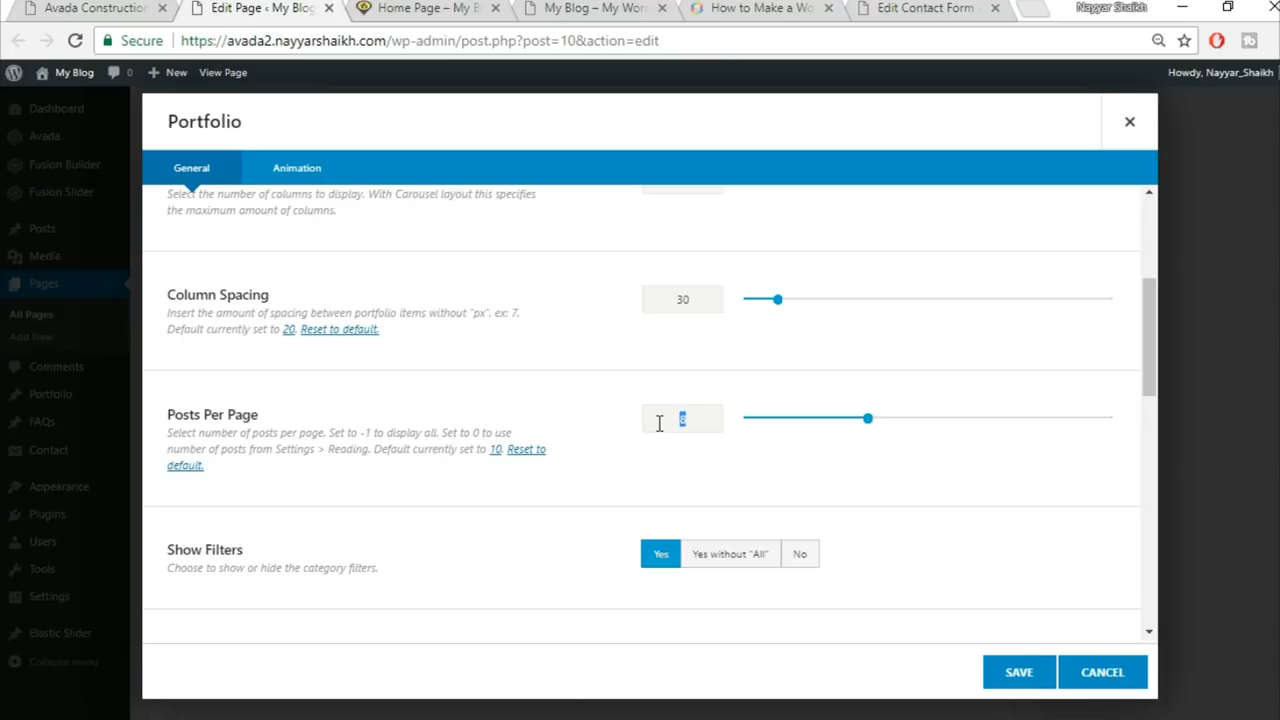 Avada Construction
Edit Page ‹ My Blog
Home Page – My B
My Blog – My Wor
How to Make a Wo
Edit Contact Form
Nayyar Shaikh
Secure
https://avada2.nayyarshaikh.com/wp-admin/post.php?post=10&action=edit
My Blog
0
New
View Page
Howdy, Nayyar_Shaikh
Dashboard
Avada
Fusion Builder
Fusion Slider
Posts
Media
Pages
All Pages
Add New
Comments
Portfolio
FAQs
Contact
Appearance
Plugins
Users
Tools
Settings
Elastic Slider
Collapse menu
Portfolio
General
Animation
Select the number of columns to display. With Carousel layout this specifies
the maximum amount of columns.
Column Spacing
Insert the amount of spacing between portfolio items without "px". ex: 7.
Default currently set to 20. Reset to default.
30
Posts Per Page
Select number of posts per page. Set to -1 to display all. Set to 0 to use
number of posts from Settings > Reading. Default currently set to 10. Reset to
default.
Show Filters
Choose to show or hide the category filters.
Yes
Yes without "All"
No
SAVE
CANCEL